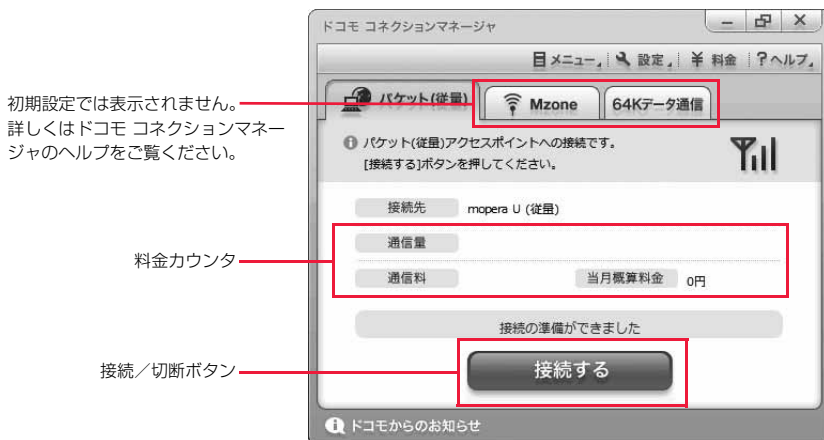 ドコモ コネクションマネージャ
メニュー 設定 ¥ 料金 ?ヘルプ
パケット(従量) Mzone 64Kデータ通信
初期設定では表示されません。
詳しくはドコモ コネクションマネー
ジャのヘルプをご覧ください。
パケット(従量)アクセスポイントへの接続です。
[接続する]ボタンを押してください。
接続先 mopera U (従量)
料金カウンタ
通信量
通信料 当月概算料金 0円
接続の準備ができました
接続/切断ボタン
接続する
ドコモからのお知らせ